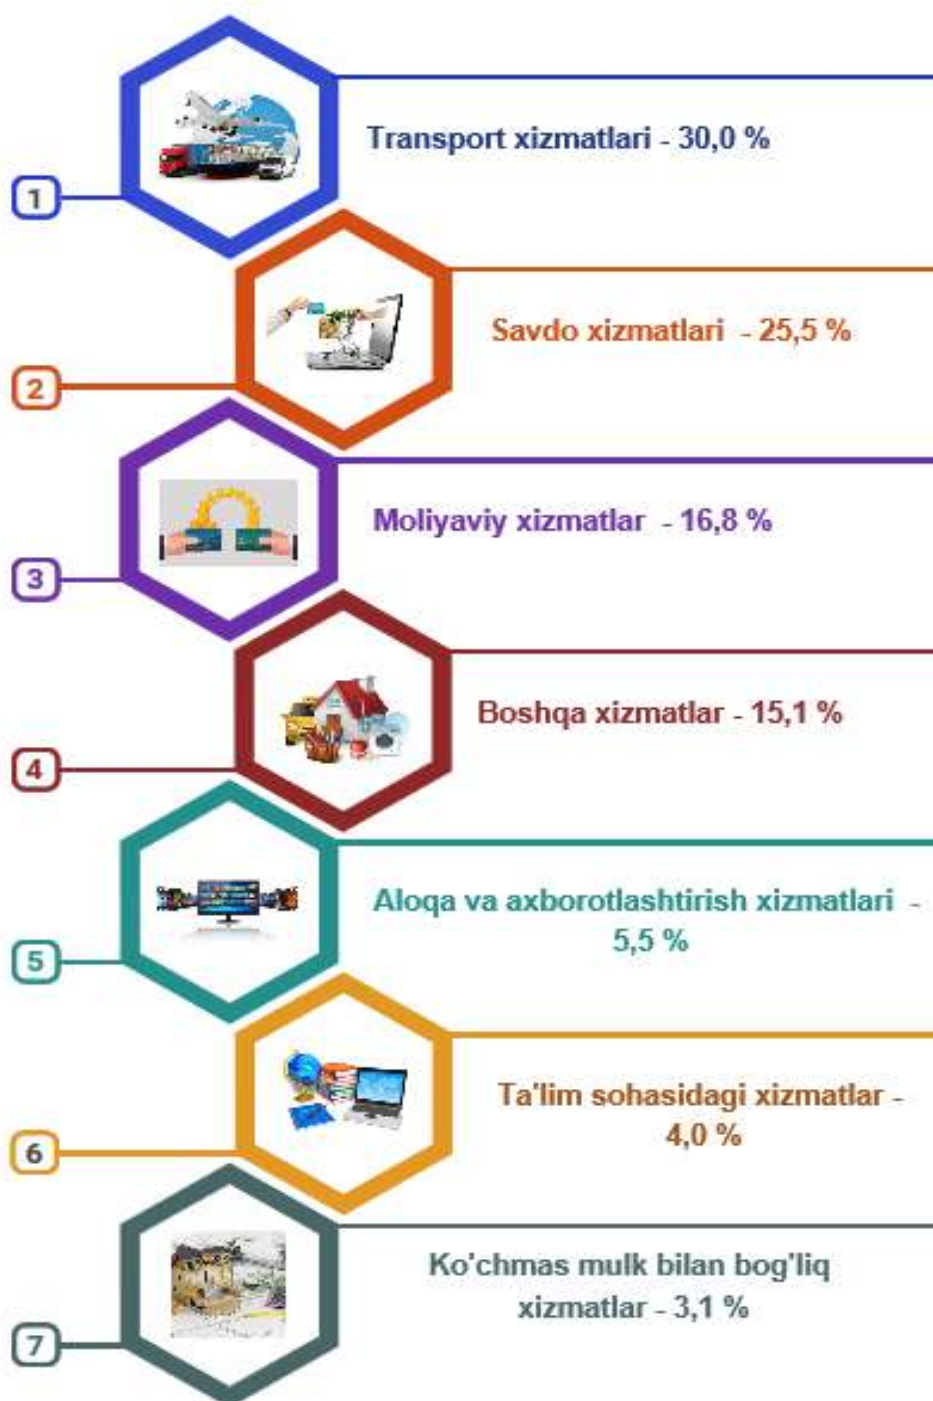 1
Transport xizmatlari - 30,0 %
2
Savdo xizmatlari - 25,5 %
3
Moliyaviy xizmatlar - 16,8 %
4
Boshqa xizmatlar - 15,1 %
5
Aloqa va axborotlashtirish xizmatlari -
5,5 %
6
Ta'lim sohasidagi xizmatlar -
4,0 %
7
Ko'chmas mulk bilan bog'liq
xizmatlar - 3,1 %